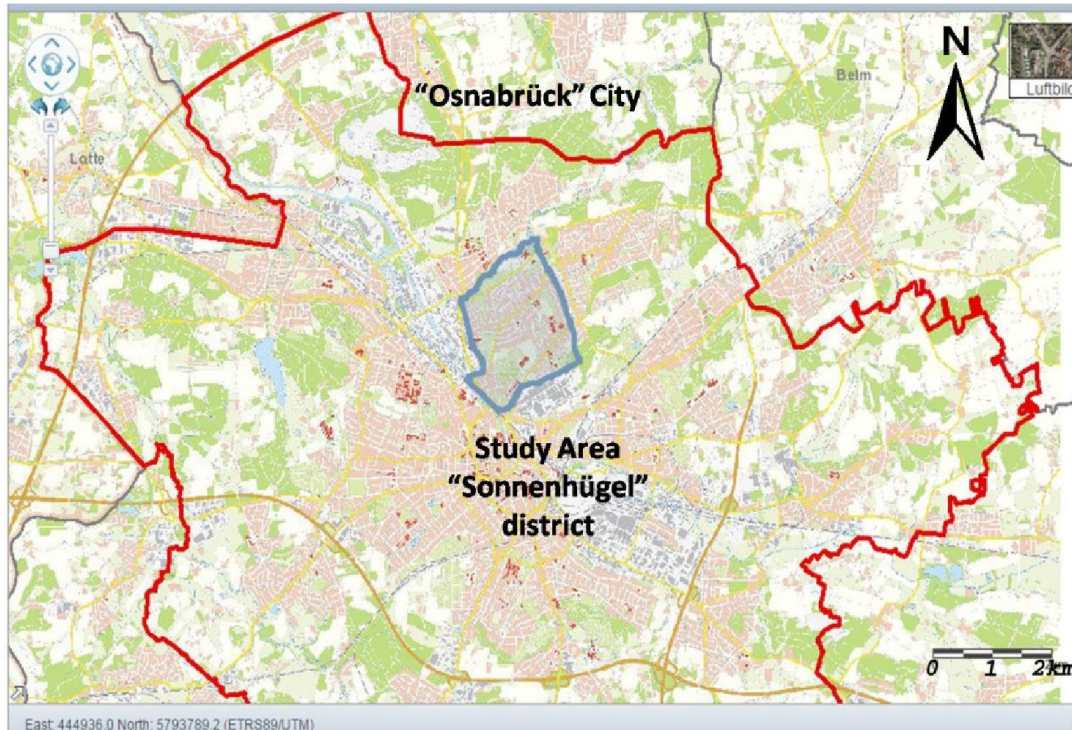 N
Belm
Luftbild
“Osnabrück” City
Lotte
Study Area
“Sonnenhügel”
district
0 1 2km
East: 444936.0 North: 5793789.2 (ETRS89/UTM)